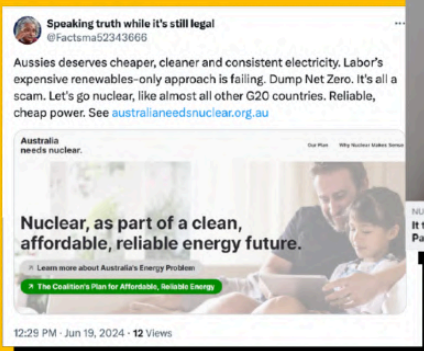 Speaking truth while it's still legal
@Factsma52343666
Aussies deserves cheaper, cleaner and consistent electricity. Labor's
expensive renewables-only approach is failing. Dump Net Zero. It's all a
scam. Let's go nuclear, like almost all other G20 countries. Reliable,
cheap power. See australianeedsnuclear.org.au
Australia
needs nuclear.
Our Plan Why Nuclear Makes Sense
Nuclear, as part of a clean,
affordable, reliable energy future.
↗ Learn more about Australia's Energy Problem
↗ The Coalition's Plan for Affordable, Reliable Energy
12:29 PM · Jun 19, 2024 · 12 Views
NU
It t
Pa